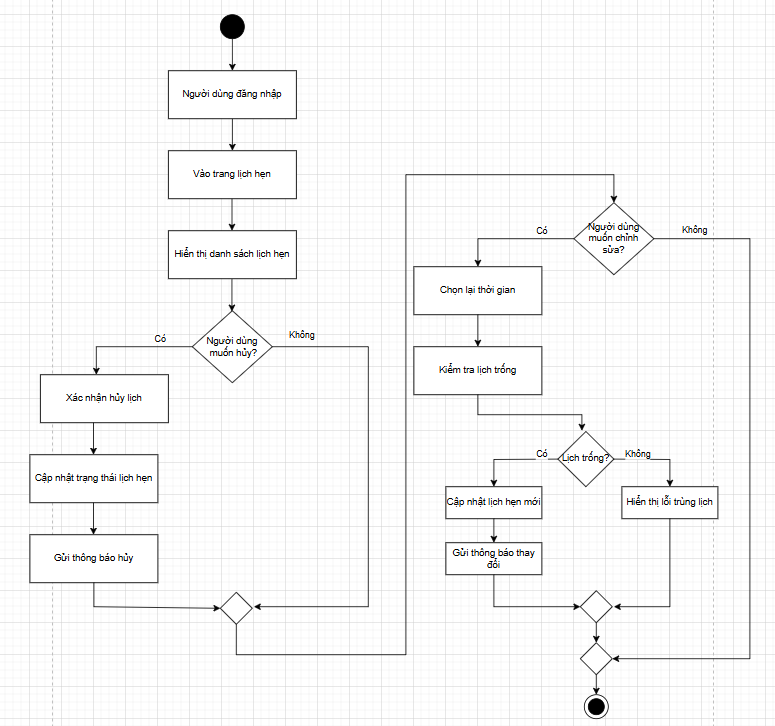 Người dùng đăng nhập
Vào trang lịch hẹn
Hiển thị danh sách lịch hẹn
Người dùng
muốn hủy?
Có
Không
Xác nhận hủy lịch
Cập nhật trạng thái lịch hẹn
Gửi thông báo hủy
Người dùng
muốn chỉnh
sửa?
Có
Không
Chọn lại thời gian
Kiểm tra lịch trống
Lịch trống?
Có
Không
Cập nhật lịch hẹn mới
Gửi thông báo thay
đổi
Hiển thị lỗi trùng lịch